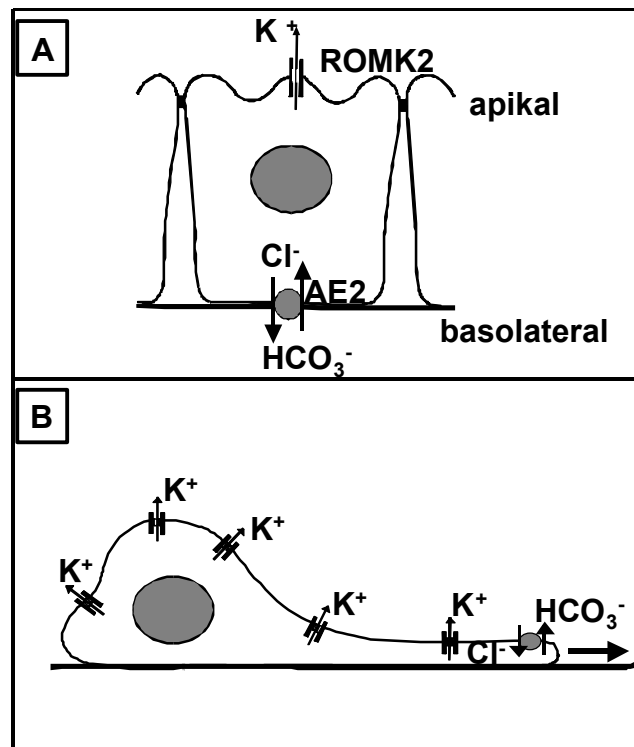 A
K +
ROMK2
apikal
Cl-
AE2
basolateral
HCO₃⁻
B
K⁺
K⁺
K⁺
K⁺
K⁺
HCO₃⁻
Cl⁻